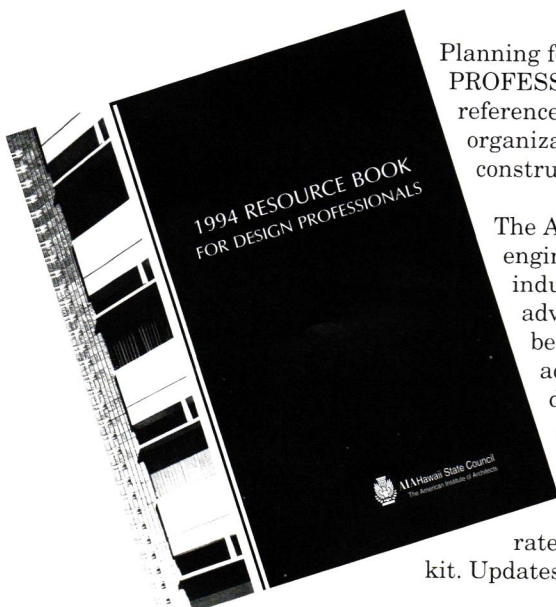 1994 RESOURCE BOOK
FOR DESIGN PROFESSIONALS
AIA Hawaii State Council
The American Institute of Architects
Planning fo
PROFESS
reference
organiza
constru
The A
engin
indu
adv
be
ac
c
rate
kit. Updates